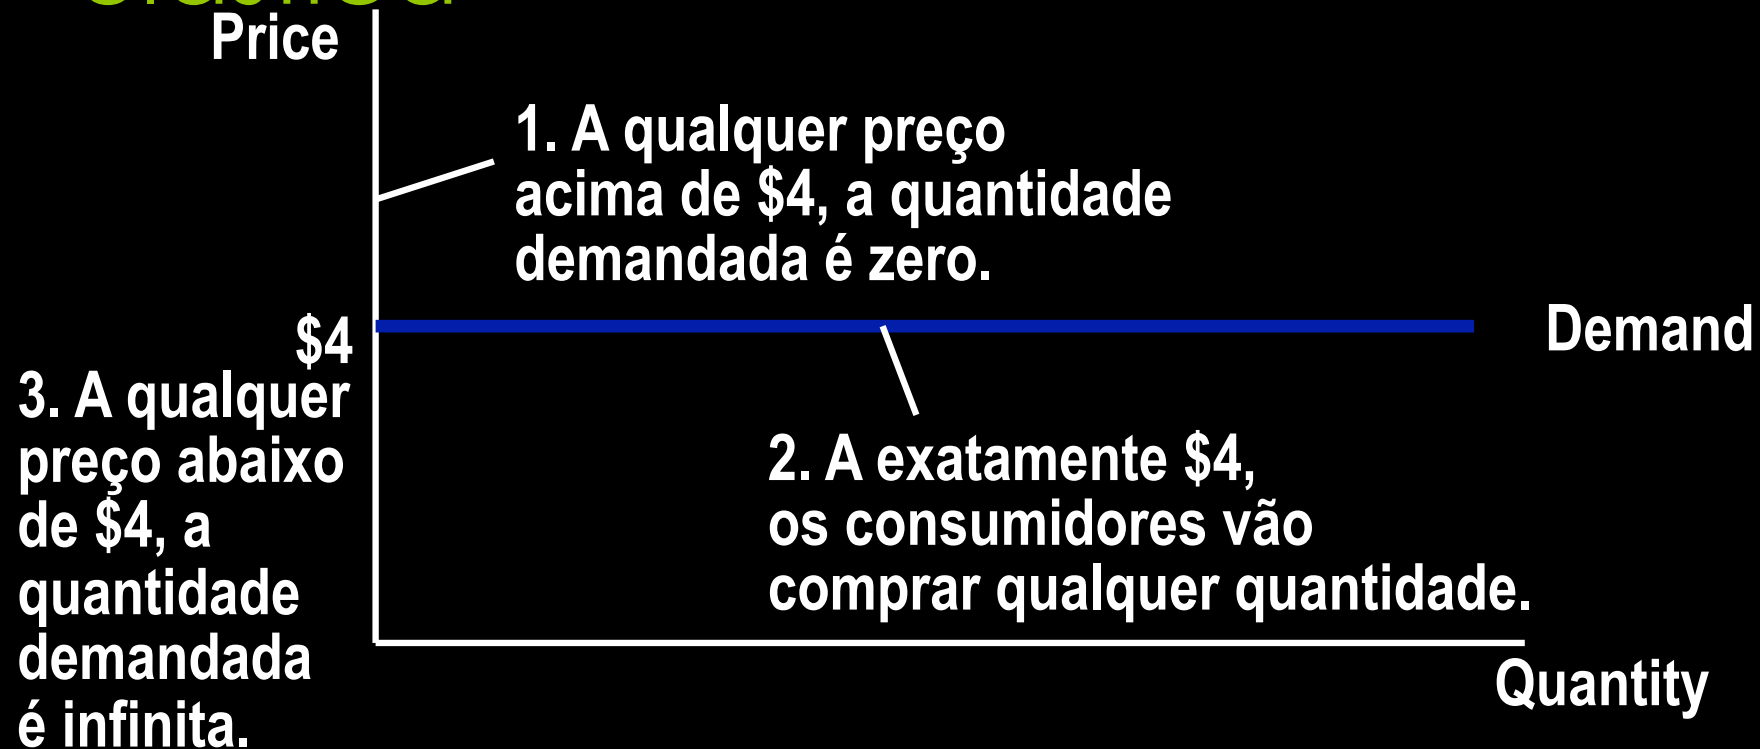 Price
1. A qualquer preço
acima de $4, a quantidade
demandada é zero.
$4
Demand
3. A qualquer
preço abaixo
de $4, a
quantidade
demandada
é infinita.
2. A exatamente $4,
os consumidores vão
comprar qualquer quantidade.
Quantity